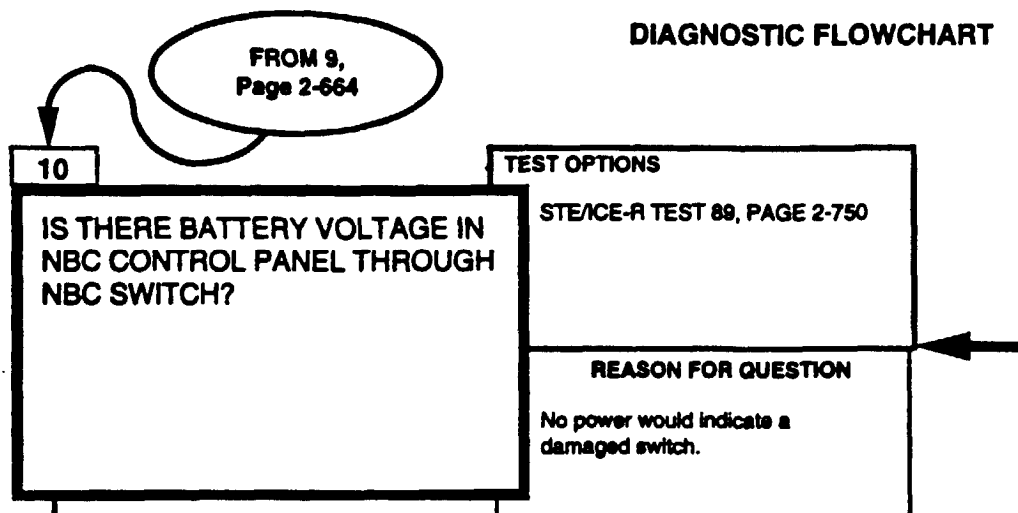 DIAGNOSTIC FLOWCHART
FROM 9,
Page 2-664
10
IS THERE BATTERY VOLTAGE IN
NBC CONTROL PANEL THROUGH
NBC SWITCH?
TEST OPTIONS
STE/ICE-R TEST 89, PAGE 2-750
REASON FOR QUESTION
No power would indicate a
damaged switch.